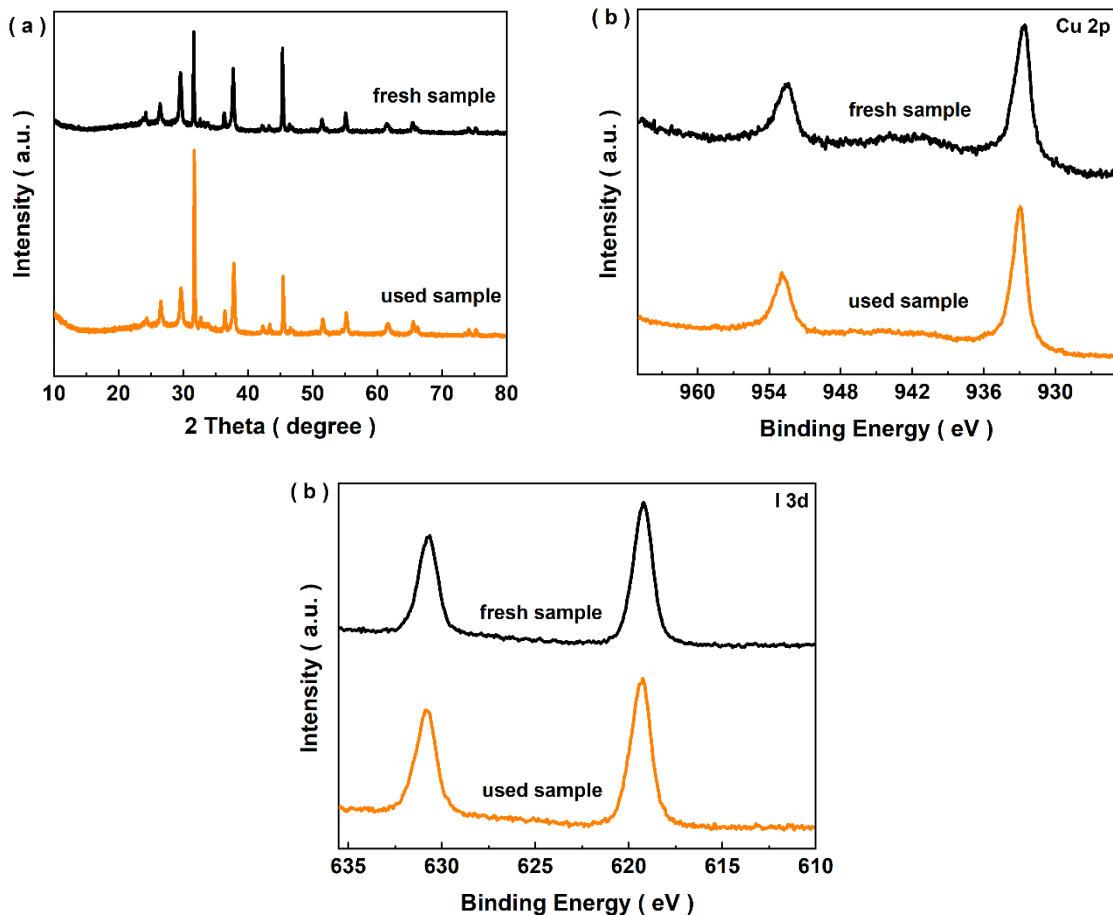 ( a )
fresh sample
used sample
Intensity ( a.u. )
10 20 30 40 50 60 70 80
2 Theta ( degree )
( b )
Cu 2p
fresh sample
used sample
Intensity ( a.u. )
960 954 948 942 936 930
Binding Energy ( eV )
( b )
I 3d
fresh sample
used sample
Intensity ( a.u. )
635 630 625 620 615 610
Binding Energy ( eV )